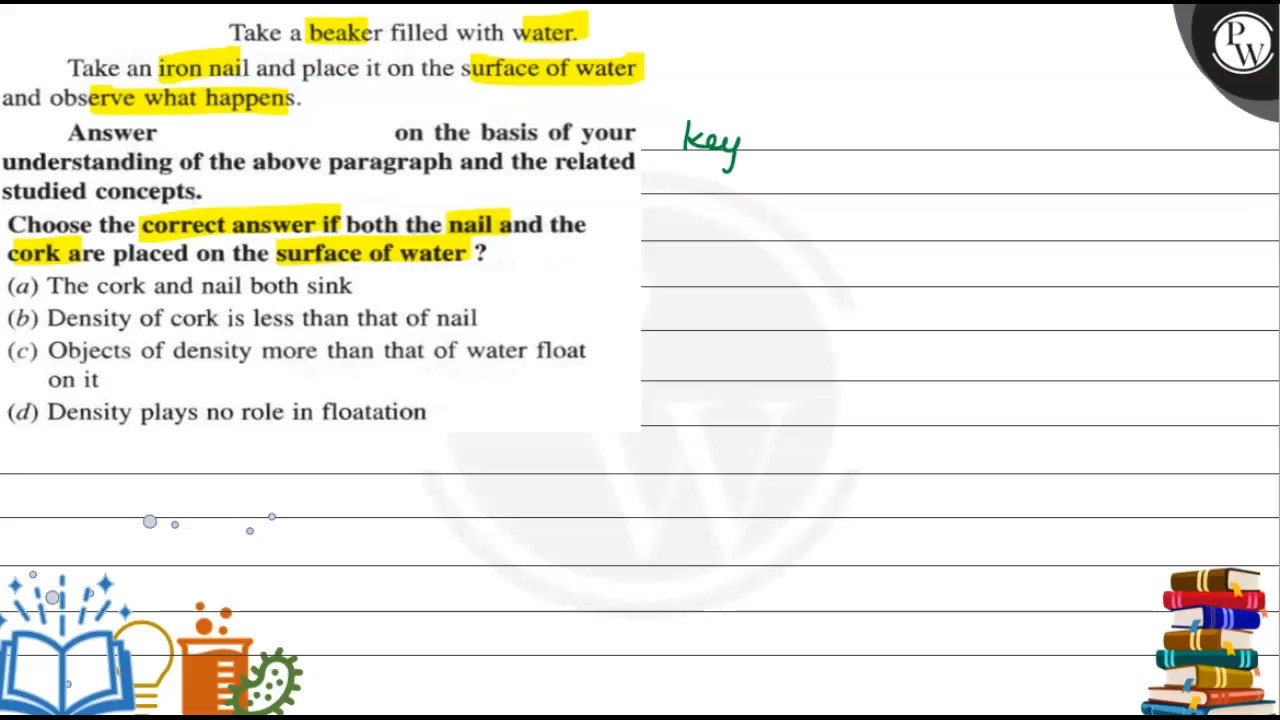 Take a beaker filled with water.
Take an iron nail and place it on the surface of water
and observe what happens.
Answer on the basis of your
understanding of the above paragraph and the related
studied concepts.
Choose the correct answer if both the nail and the
cork are placed on the surface of water ?
(a) The cork and nail both sink
(b) Density of cork is less than that of nail
(c) Objects of density more than that of water float
on it
(d) Density plays no role in floatation
key
PW